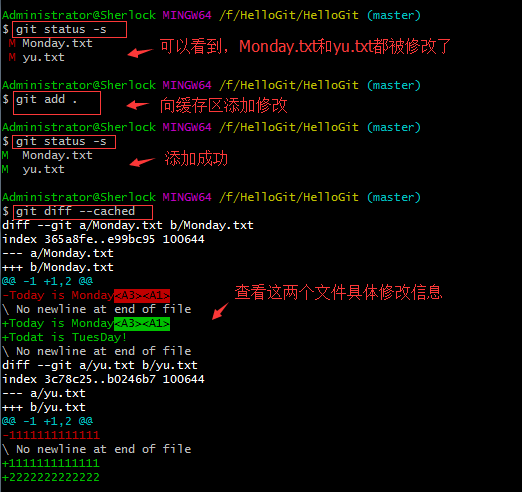 Administrator@Sherlock MINGW64 /f/HelloGit/HelloGit (master)
$ git status -s
 M Monday.txt
 M yu.txt
可以看到，Monday.txt和yu.txt都被修改了
Administrator@Sherlock MINGW64 /f/HelloGit/HelloGit (master)
$ git add .
向缓存区添加修改
Administrator@Sherlock MINGW64 /f/HelloGit/HelloGit (master)
$ git status -s
M  Monday.txt
M  yu.txt
添加成功
Administrator@Sherlock MINGW64 /f/HelloGit/HelloGit (master)
$ git diff --cached
diff --git a/Monday.txt b/Monday.txt
index 365a8fe..e99bc95 100644
--- a/Monday.txt
+++ b/Monday.txt
@@ -1 +1,2 @@
-Today is Monday<A3><A1>
\ No newline at end of file
+Today is Monday<A3><A1>
+Todat is TuesDay!
\ No newline at end of file
查看这两个文件具体修改信息
diff --git a/yu.txt b/yu.txt
index 3c78c25..b0246b7 100644
--- a/yu.txt
+++ b/yu.txt
@@ -1 +1,2 @@
-1111111111111
\ No newline at end of file
+1111111111111
+2222222222222